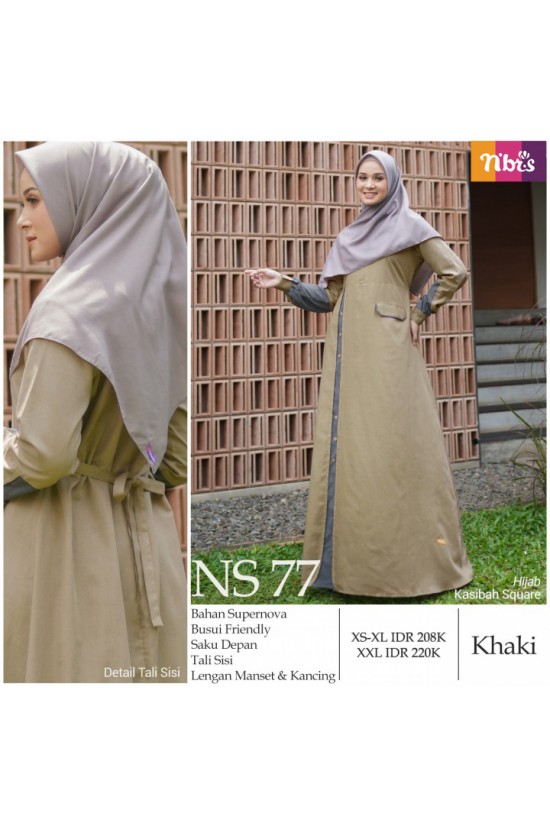 Nibr's
NS 77
Hijab
Kasibah Square
Bahan Supernova
Busui Friendly
Saku Depan
Tali Sisi
Lengan Manset & Kancing
XS-XL IDR 208K
XXL IDR 220K
Khaki
Detail Tali Sisi